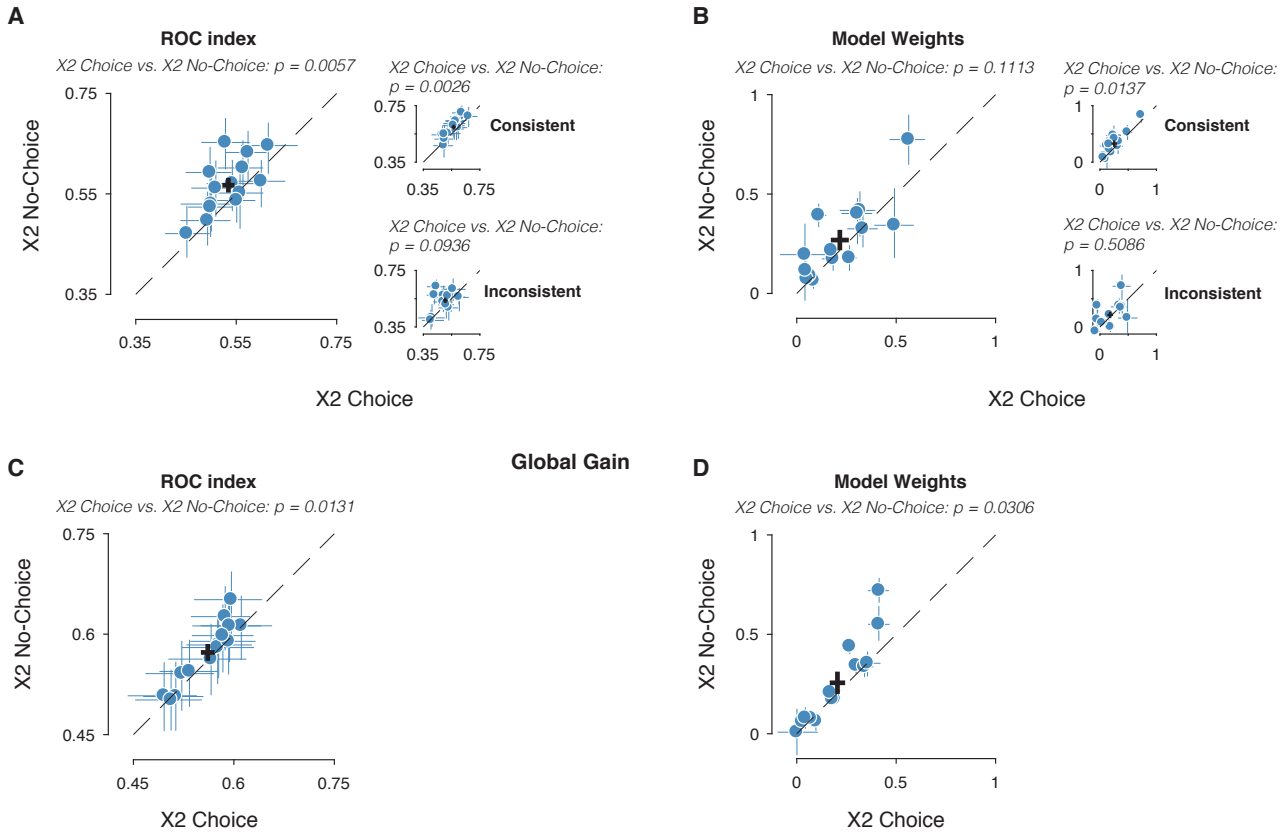 A
ROC index
X2 Choice vs. X2 No-Choice: p = 0.0057
0.75
0.55
0.35
X2 No-Choice
0.35 0.55 0.75
X2 Choice vs. X2 No-Choice:
p = 0.0026
0.75
0.35
Consistent
0.35 0.75
X2 Choice vs. X2 No-Choice:
p = 0.0936
0.75
0.35
Inconsistent
0.35 0.75
X2 Choice
B
Model Weights
X2 Choice vs. X2 No-Choice: p = 0.1113
1
0.5
0
X2 No-Choice
0 0.5 1
X2 Choice vs. X2 No-Choice:
p = 0.0137
1
0
Consistent
0 1
X2 Choice vs. X2 No-Choice:
p = 0.5086
1
0
Inconsistent
0 1
X2 Choice
Global Gain
C
ROC index
X2 Choice vs. X2 No-Choice: p = 0.0131
0.75
0.6
0.45
X2 No-Choice
0.45 0.6 0.75
X2 Choice
D
Model Weights
X2 Choice vs. X2 No-Choice: p = 0.0306
1
0.5
0
X2 No-Choice
0 0.5 1
X2 Choice